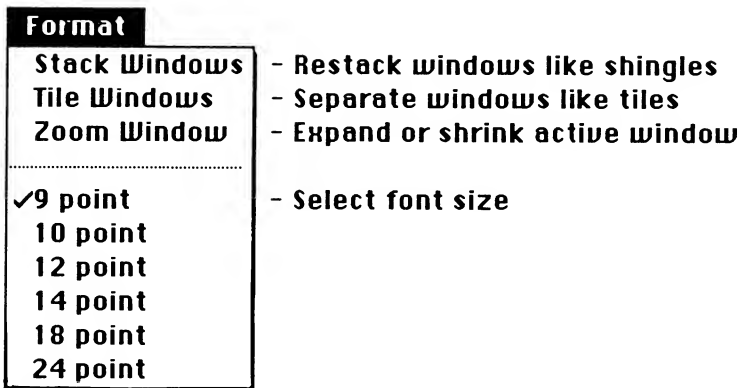 Format
Stack Windows - Restack windows like shingles
Tile Windows - Separate windows like tiles
Zoom Window - Expand or shrink active window
✓9 point - Select font size
10 point
12 point
14 point
18 point
24 point